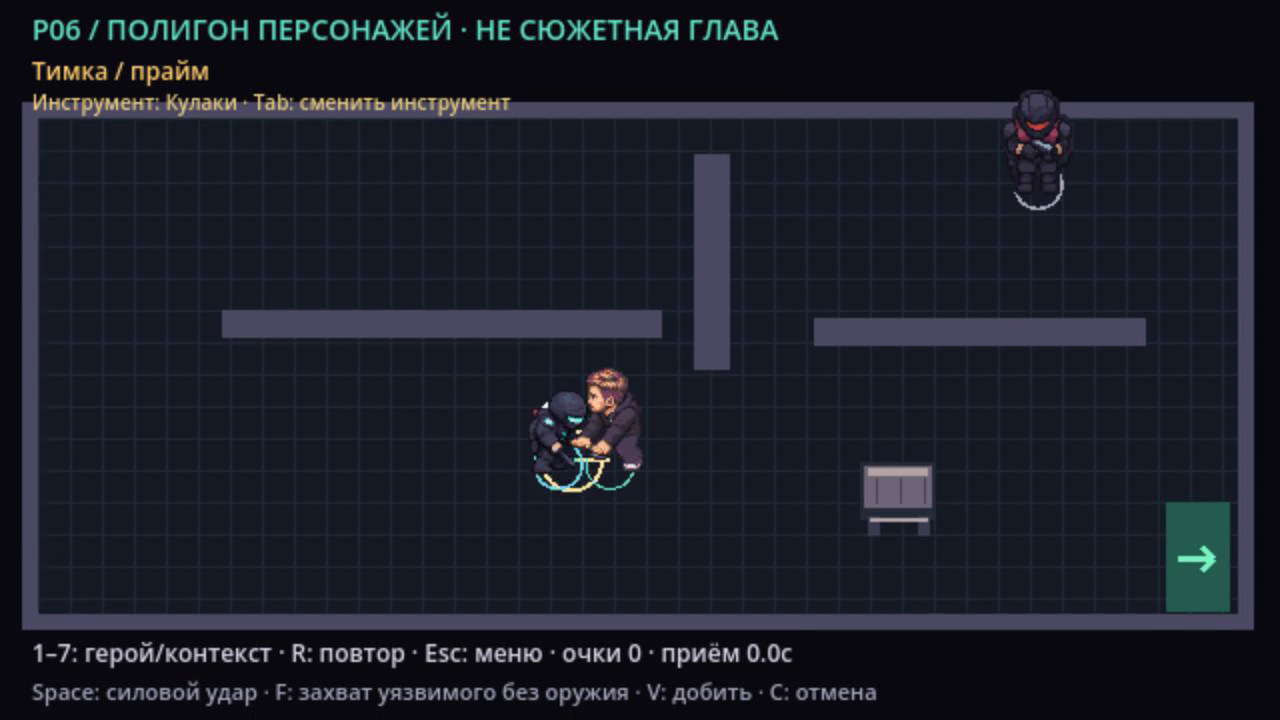 P06 / ПОЛИГОН ПЕРСОНАЖЕЙ · НЕ СЮЖЕТНАЯ ГЛАВА
Тимка / прайм
Инструмент: Кулаки · Tab: сменить инструмент
→
1–7: герой/контекст · R: повтор · Esc: меню · очки 0 · приём 0.0с
Space: силовой удар · F: захват уязвимого без оружия · V: добить · C: отмена